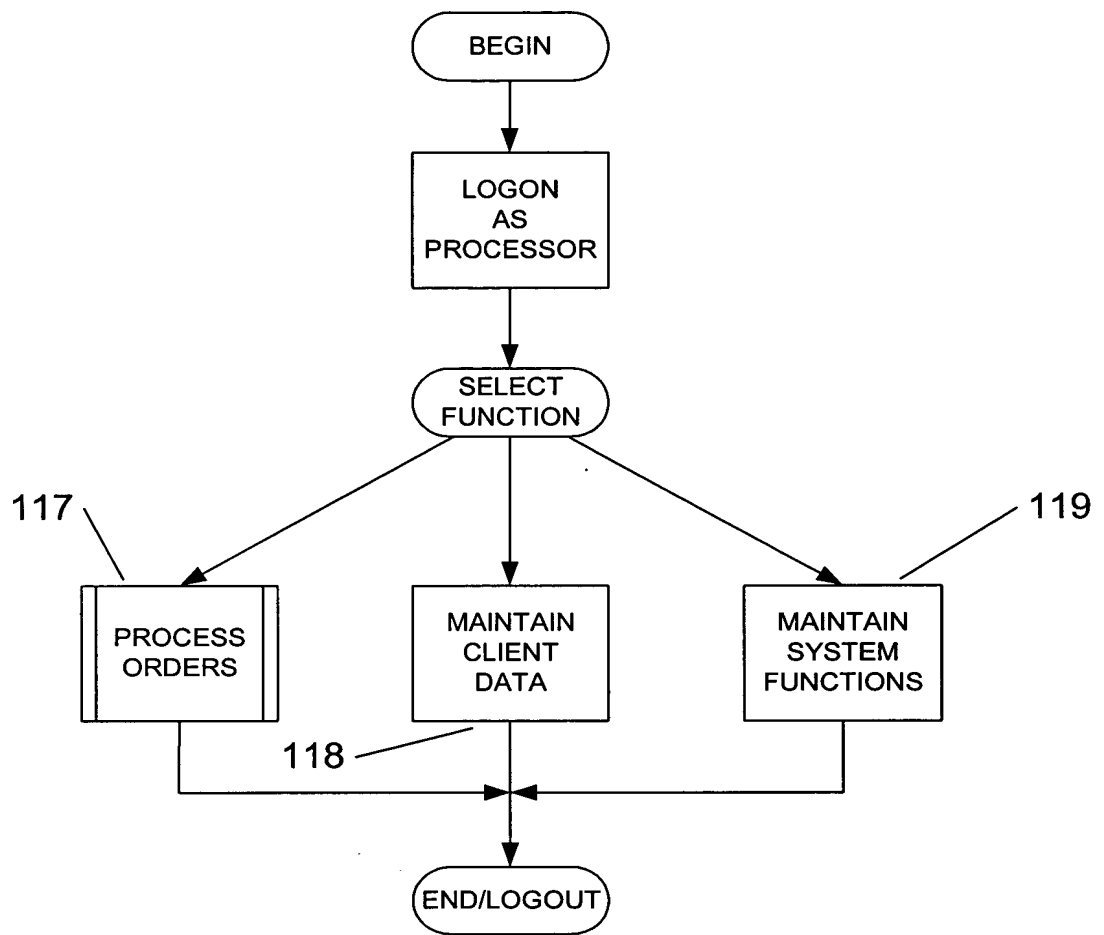 BEGIN
LOGON
AS
PROCESSOR
SELECT
FUNCTION
117
119
PROCESS
ORDERS
MAINTAIN
CLIENT
DATA
MAINTAIN
SYSTEM
FUNCTIONS
118
END/LOGOUT